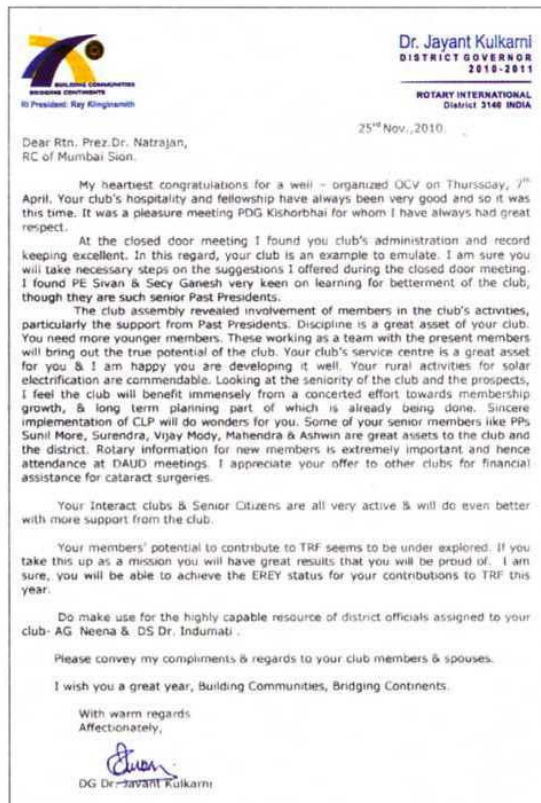 BUILDING COMMUNITIES
BRIDGING CONTINENTS
RI President: Ray Klinginsmith
Dr. Jayant Kulkarni
DISTRICT GOVERNOR
2010-2011
ROTARY INTERNATIONAL
District 3140 INDIA
25rd Nov.,2010.
Dear Rtn. Prez.Dr. Natrajan,
RC of Mumbai Sion.
My heartiest congratulations for a well – organized OCV on Thurssday, 7th
April. Your club's hospitality and fellowship have always been very good and so it was
this time. It was a pleasure meeting PDG Kishorbhai for whom I have always had great
respect.
At the closed door meeting I found you club's administration and record
keeping excellent. In this regard, your club is an example to emulate. I am sure you
will take necessary steps on the suggestions I offered during the closed door meeting.
I found PE Sivan & Secy Ganesh very keen on learning for betterment of the club,
though they are such senior Past Presidents.
The club assembly revealed involvement of members in the club's activities,
particularly the support from Past Presidents. Discipline is a great asset of your club.
You need more younger members. These working as a team with the present members
will bring out the true potential of the club. Your club's service centre is a great asset
for you & I am happy you are developing it well. Your rural activities for solar
electrification are commendable. Looking at the seniority of the club and the prospects,
I feel the club will benefit immensely from a concerted effort towards membership
growth, & long term planning part of which is already being done. Sincere
implementation of CLP will do wonders for you. Some of your senior members like PPs
Sunil More, Surendra, Vijay Mody, Mahendra & Ashwin are great assets to the club and
the district. Rotary information for new members is extremely important and hence
attendance at DAUD meetings. I appreciate your offer to other clubs for financial
assistance for cataract surgeries.
Your Interact clubs & Senior Citizens are all very active & will do even better
with more support from the club.
Your members' potential to contribute to TRF seems to be under explored. If you
take this up as a mission you will have great results that you will be proud of. I am
sure, you will be able to achieve the EREY status for your contributions to TRF this
year.
Do make use for the highly capable resource of district officials assigned to your
club- AG Neena & DS Dr. Indumati .
Please convey my compliments & regards to your club members & spouses.
I wish you a great year, Building Communities, Bridging Continents.
With warm regards
Affectionately,
DG Dr. Jayant Kulkarni